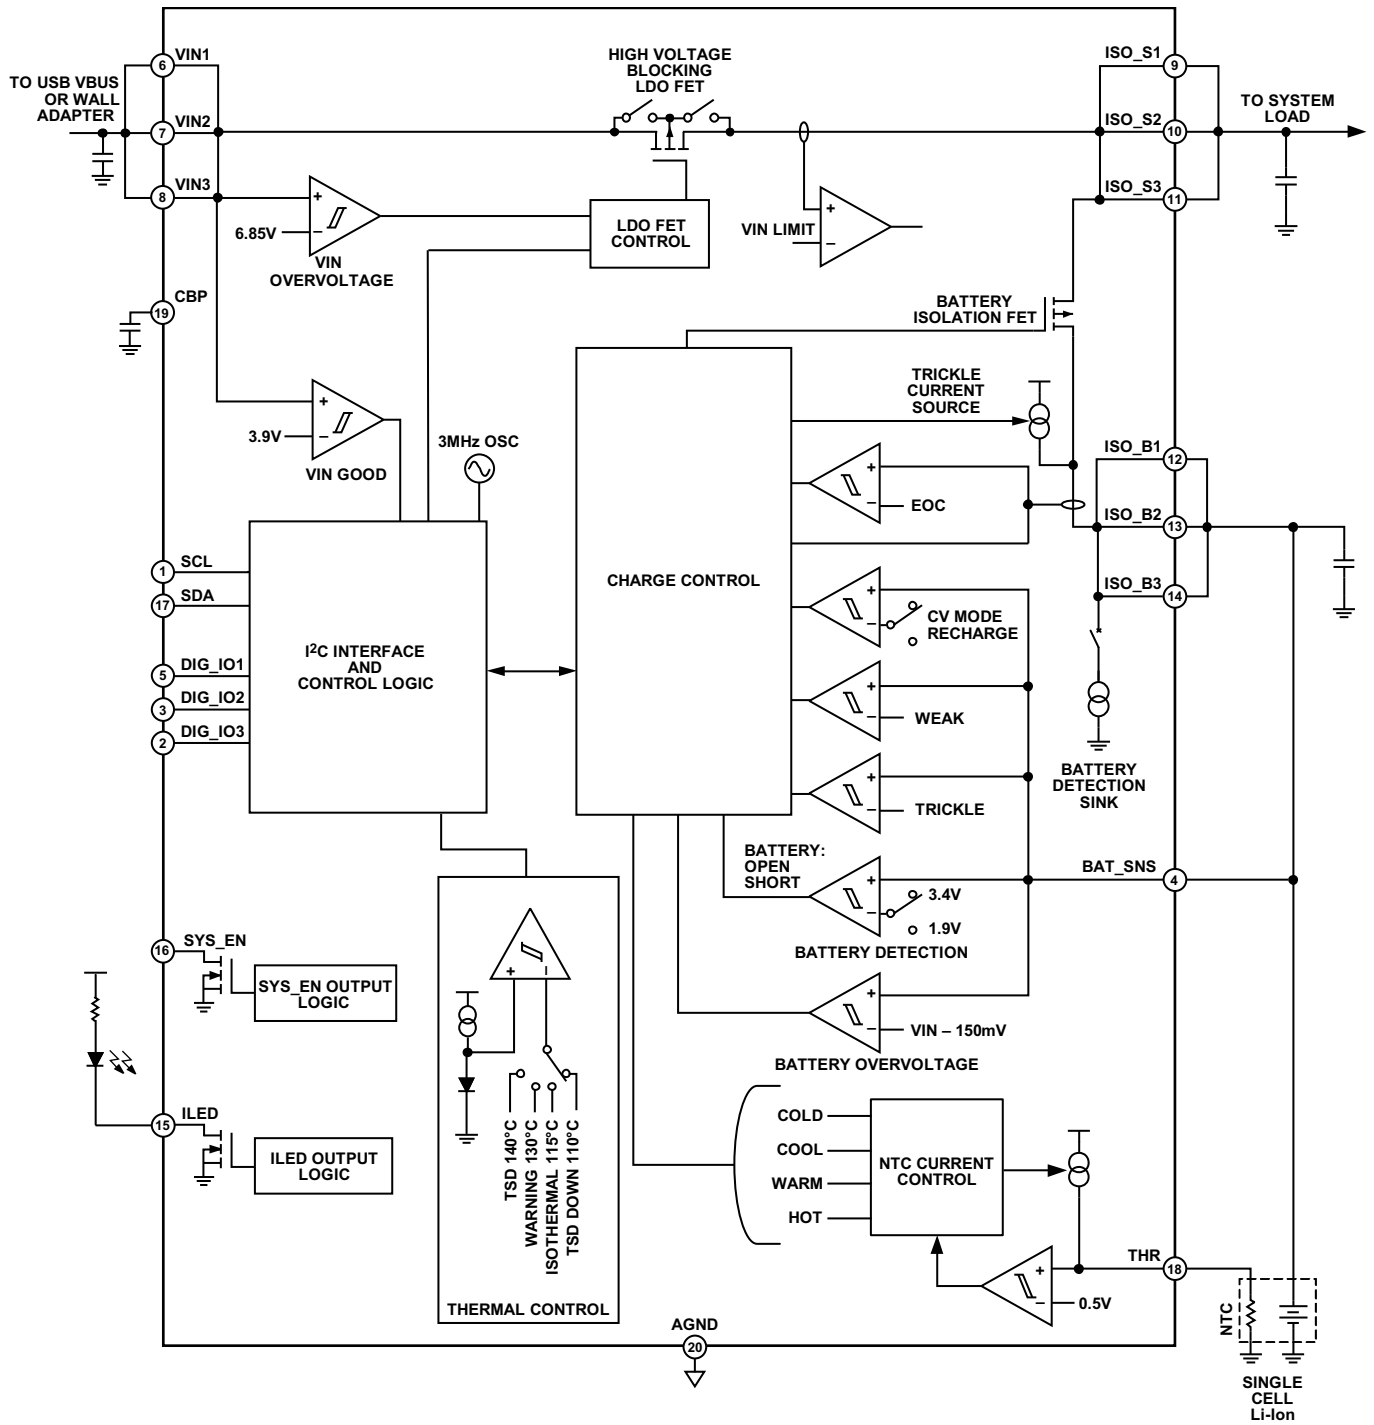 TO USB VBUS
OR WALL
ADAPTER
6
VIN1
7
VIN2
8
VIN3
HIGH VOLTAGE
BLOCKING
LDO FET
ISO_S1
9
ISO_S2
10
ISO_S3
11
TO SYSTEM
LOAD
+
6.85V
–
VIN
OVERVOLTAGE
LDO FET
CONTROL
+
VIN LIMIT
–
CBP
19
BATTERY
ISOLATION FET
+
3.9V
–
VIN GOOD
3MHz OSC
TRICKLE
CURRENT
SOURCE
ISO_B1
12
ISO_B2
13
ISO_B3
14
+
–
EOC
CHARGE CONTROL
SCL
1
SDA
17
DIG_IO1
5
DIG_IO2
3
DIG_IO3
2
I2C INTERFACE
AND
CONTROL LOGIC
+
–
CV MODE
RECHARGE
+
–
WEAK
+
–
TRICKLE
BATTERY
DETECTION
SINK
BATTERY:
OPEN
SHORT
+
–
3.4V
1.9V
BATTERY DETECTION
BAT_SNS
4
+
–
VIN – 150mV
BATTERY OVERVOLTAGE
SYS_EN
16
SYS_EN OUTPUT
LOGIC
ILED
15
ILED OUTPUT
LOGIC
+
–
TSD 140°C
WARNING 130°C
ISOTHERMAL 115°C
TSD DOWN 110°C
THERMAL CONTROL
COLD
COOL
WARM
HOT
NTC CURRENT
CONTROL
+
–
0.5V
THR
18
NTC
SINGLE
CELL
Li-Ion
AGND
20